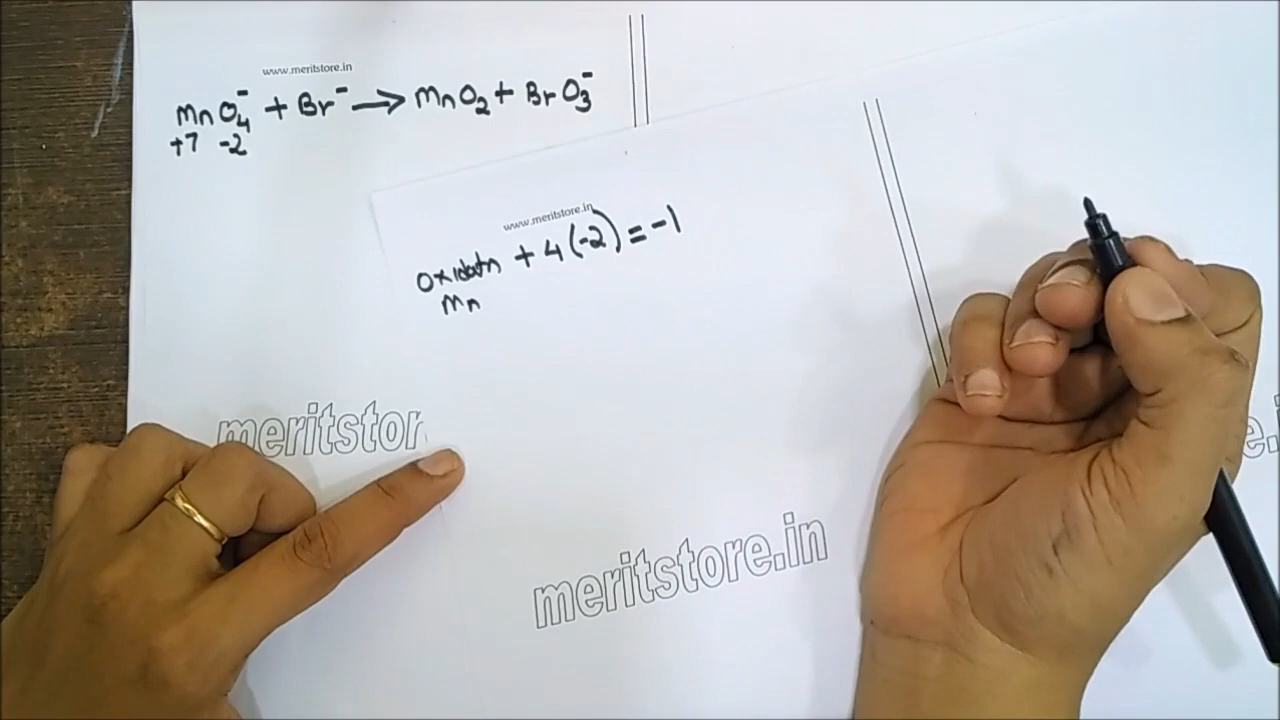 www.meritstore.in
MnO₄⁻ + Br⁻ → MnO₂ + BrO₃⁻
+7 -2
www.meritstore.in
Oxidatn + 4(-2) = -1
Mn
meritstor
meritstore.in